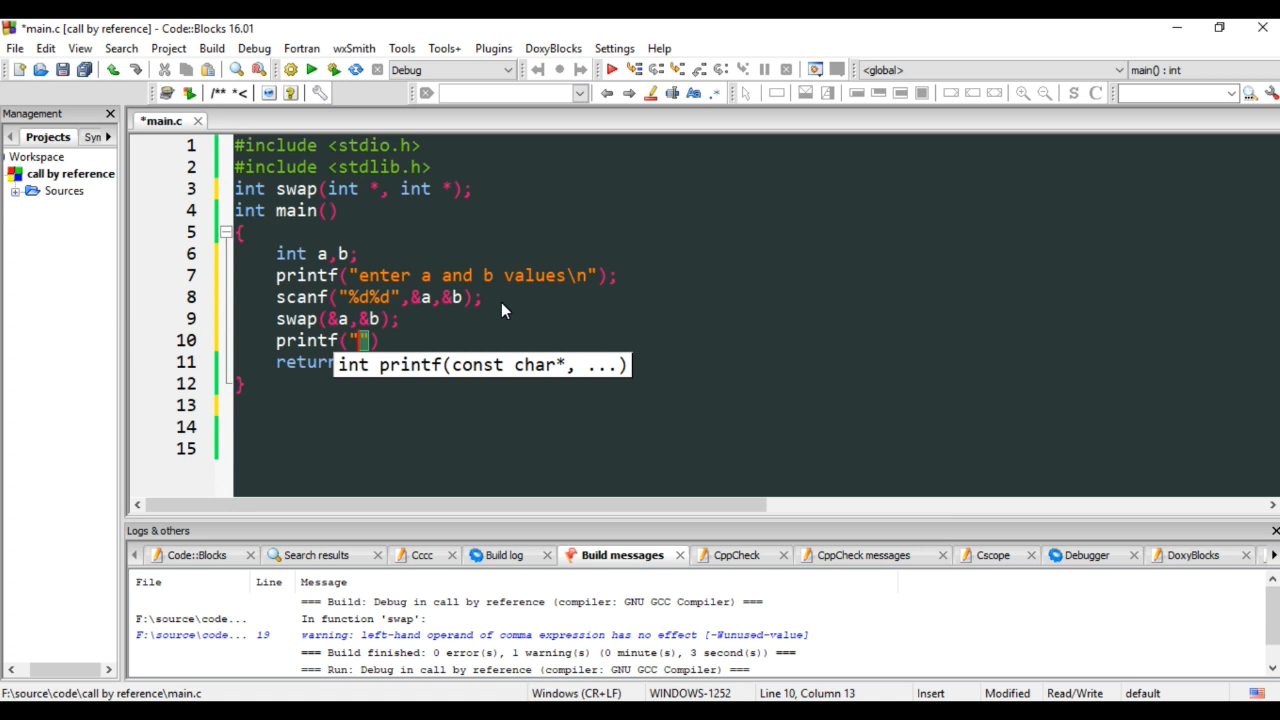 *main.c [call by reference] - Code::Blocks 16.01
File Edit View Search Project Build Debug Fortran wxSmith Tools Tools+ Plugins DoxyBlocks Settings Help
Debug <global> main() : int
/** *< Aa .* S C
Management
Projects Syn
Workspace
call by reference
Sources
*main.c
1 #include <stdio.h>
2 #include <stdlib.h>
3 int swap(int *, int *);
4 int main()
5 {
6 int a,b;
7 printf("enter a and b values\n");
8 scanf("%d%d",&a,&b);
9 swap(&a,&b);
10 printf("")
11 return
int printf(const char*, ...)
12 }
13
14
15
Logs & others
Code::Blocks Search results Cccc Build log Build messages CppCheck CppCheck messages Cscope Debugger DoxyBlocks
File Line Message
=== Build: Debug in call by reference (compiler: GNU GCC Compiler) ===
F:\source\code... In function 'swap':
F:\source\code... 19 warning: left-hand operand of comma expression has no effect [-Wunused-value]
=== Build finished: 0 error(s), 1 warning(s) (0 minute(s), 3 second(s)) ===
=== Run: Debug in call by reference (compiler: GNU GCC Compiler) ===
F:\source\code\call by reference\main.c Windows (CR+LF) WINDOWS-1252 Line 10, Column 13 Insert Modified Read/Write default